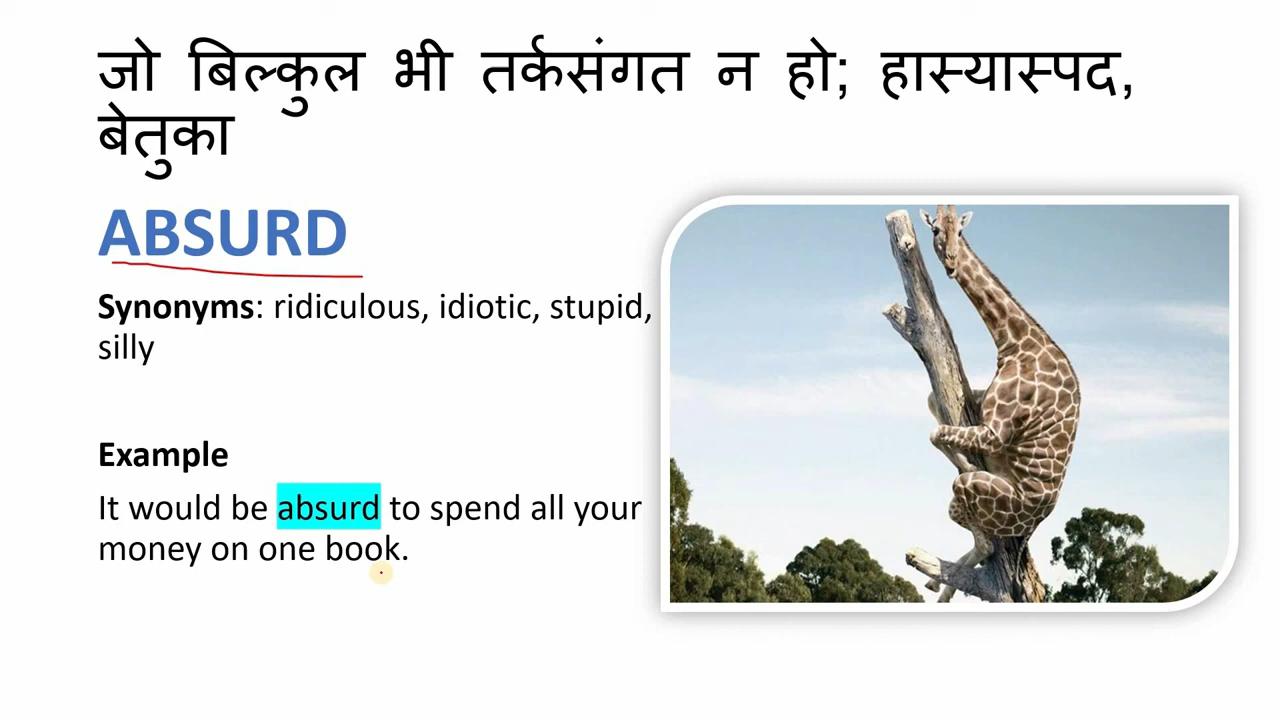 जो बिल्कुल भी तर्कसंगत न हो; हास्यास्पद,
बेतुका
ABSURD
Synonyms: ridiculous, idiotic, stupid,
silly
Example
It would be absurd to spend all your
money on one book.